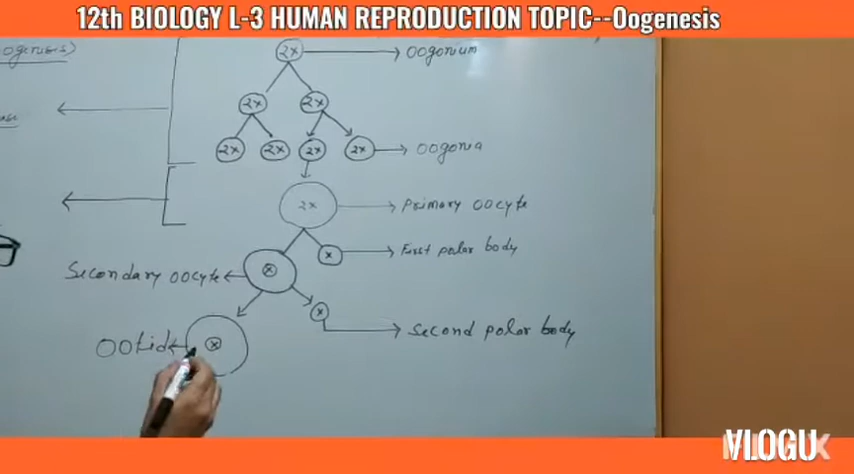 12th BIOLOGY L-3 HUMAN REPRODUCTION TOPIC--Oogenesis
2x
Oogonium
2x 2x
2x 2x 2x 2x
Oogonia
2x
Primary oocyte
x
First polar body
Secondary oocyte
x
x
Second polar body
Ootid
x
VLOGU